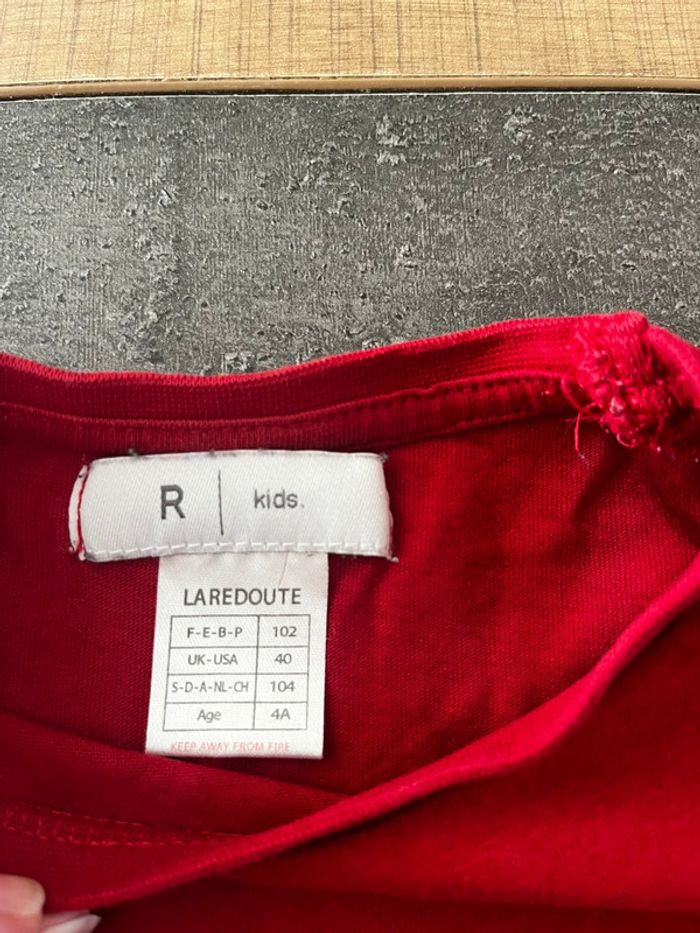 R | kids.
LAREDOUTE
F-E-B-P 102
UK-USA 40
S-D-A-NL-CH 104
Age 4A
KEEP AWAY FROM FIRE